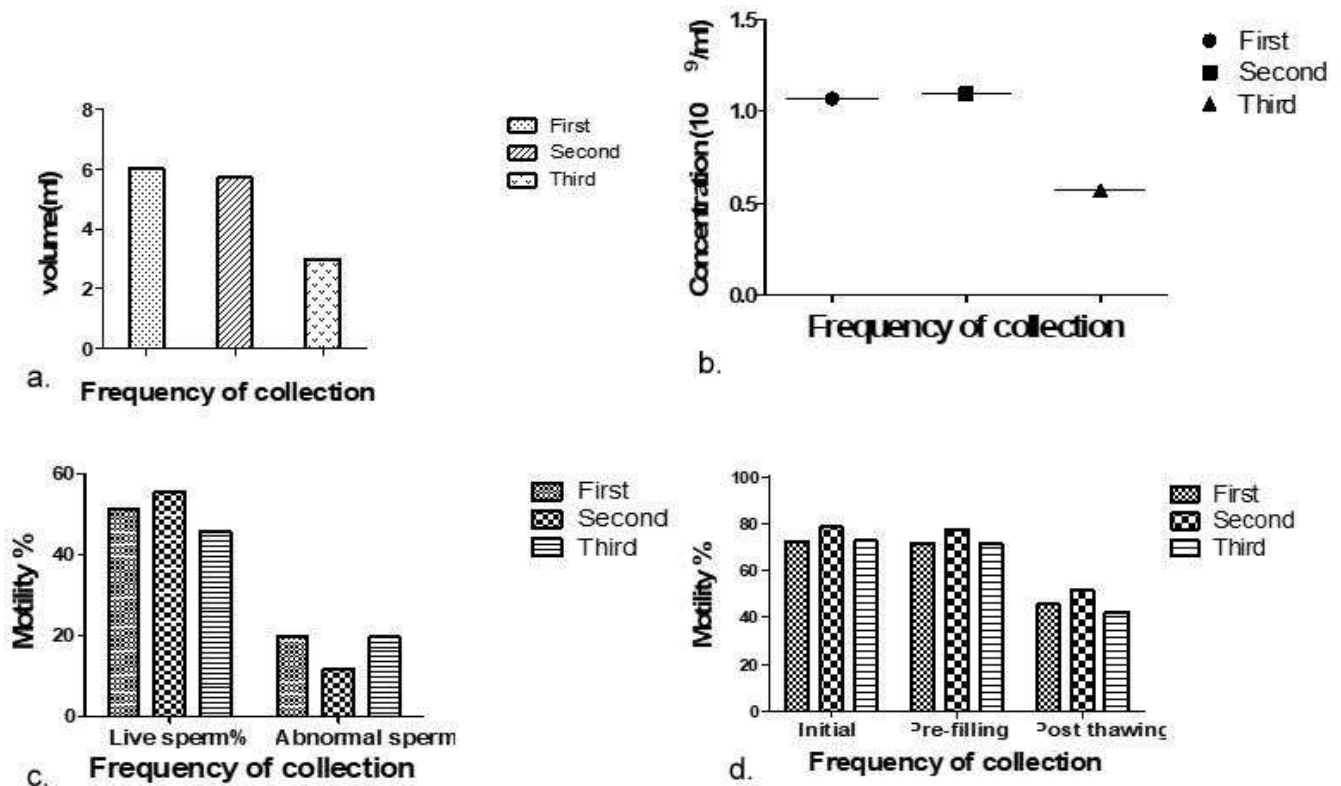 8
6
4
2
0
volume(ml)
First
Second
Third
Frequency of collection
a.
1.5
1.0
0.5
0.0
Concentration(10 9/ml)
First
Second
Third
Frequency of collection
b.
60
40
20
0
Motility %
First
Second
Third
Live sperm% Abnormal sperm
Frequency of collection
c.
100
80
60
40
20
0
Motility %
First
Second
Third
Initial Pre-filling Post thawing
Frequency of collection
d.